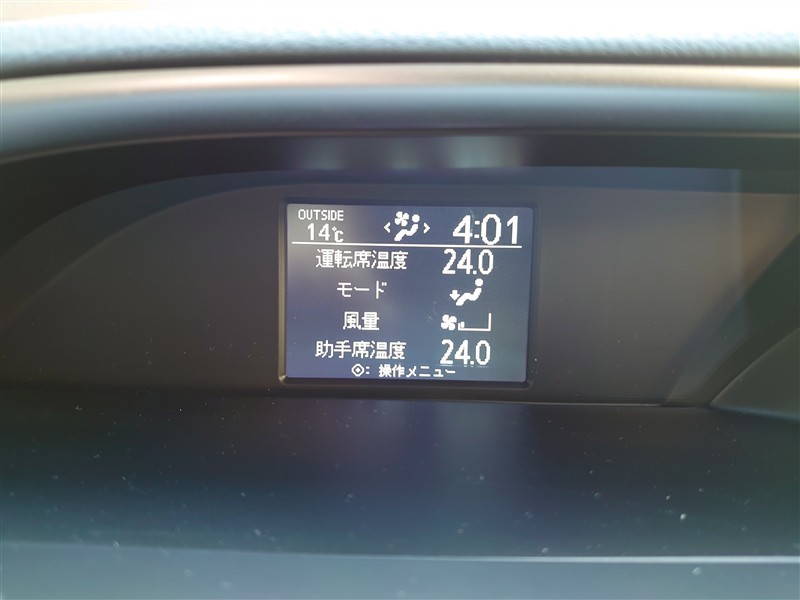 OUTSIDE
14℃ 4:01
運転席温度 24.0
モード
風量
助手席温度 24.0
: 操作メニュー